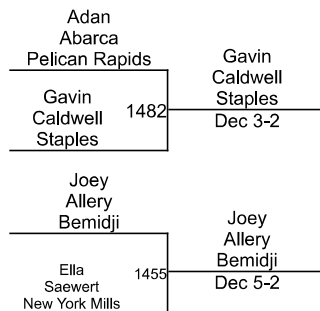 Adan
Abarca
Pelican Rapids
Gavin
Caldwell
Staples
1482
Gavin
Caldwell
Staples
Dec 3-2
Joey
Allery
Bemidji
Ella
Saewert
New York Mills
1455
Joey
Allery
Bemidji
Dec 5-2